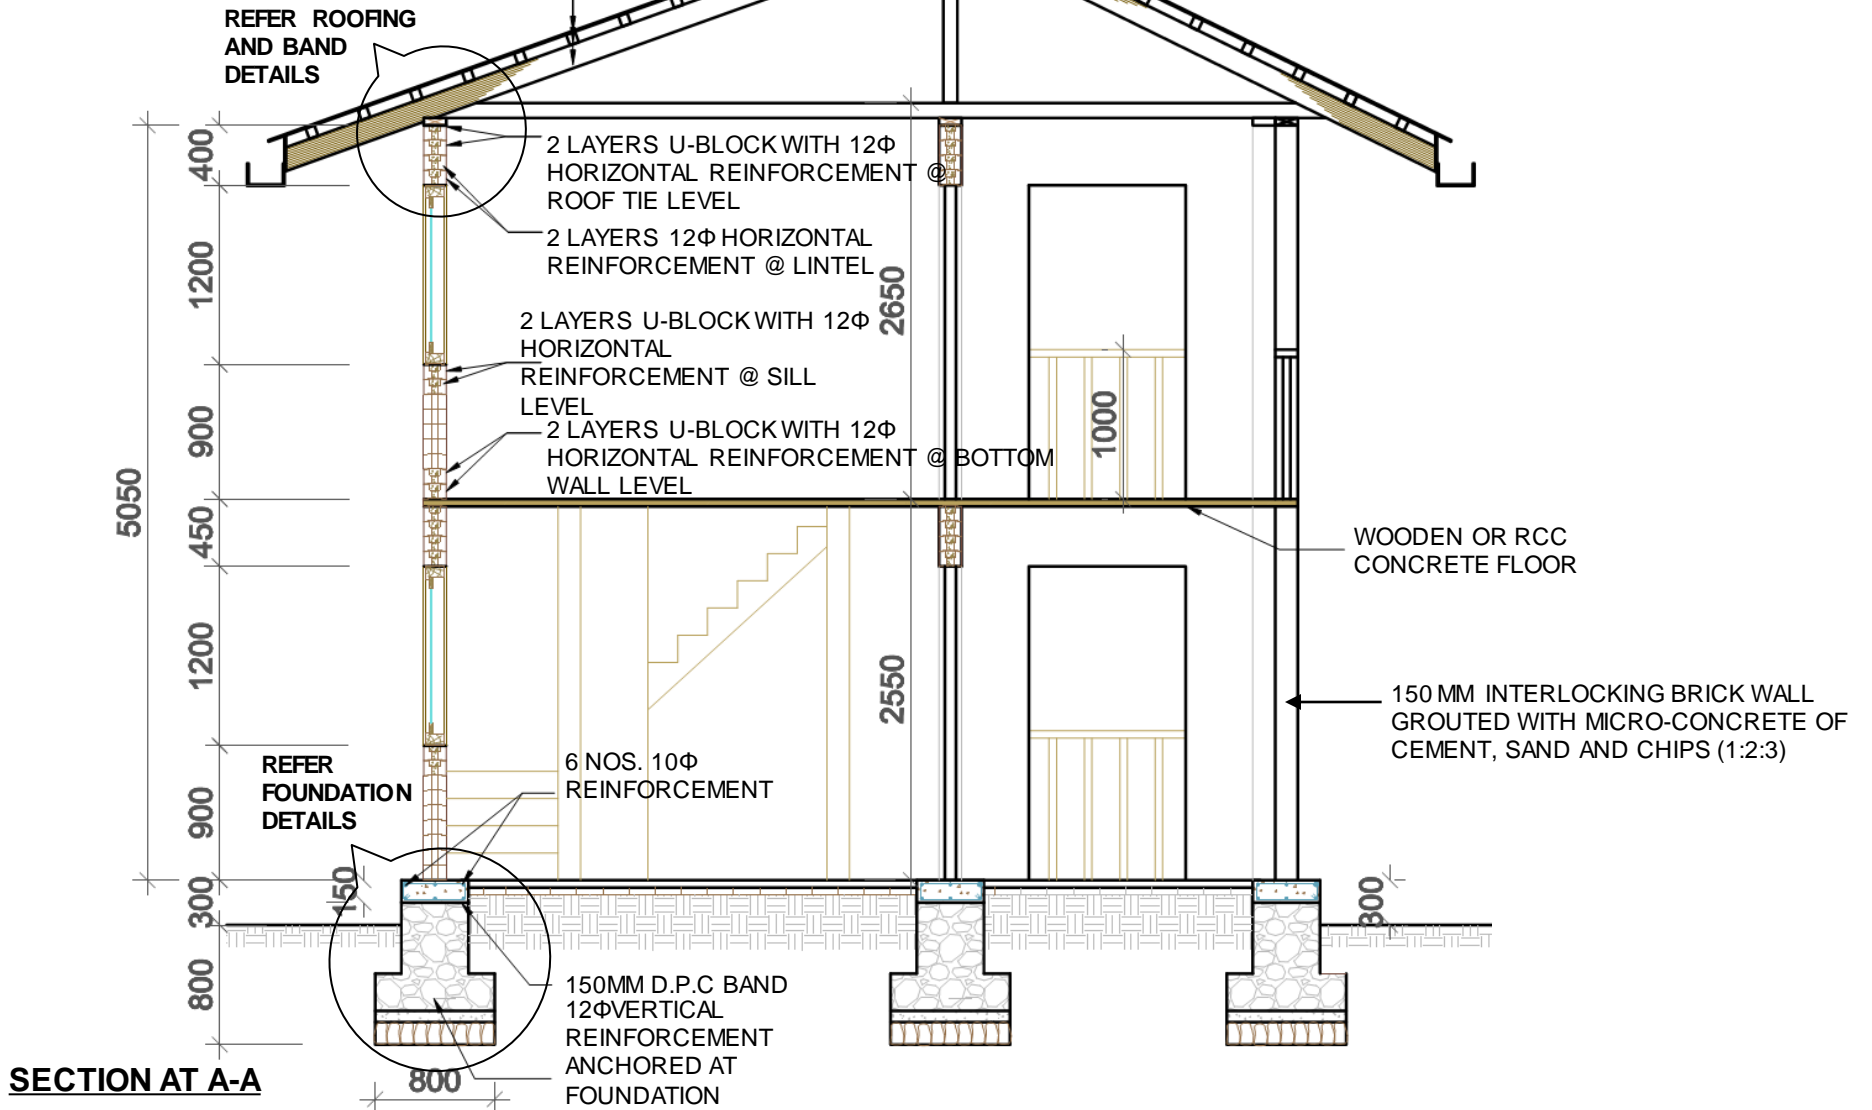 REFER ROOFING
AND BAND
DETAILS
2 LAYERS U-BLOCK WITH 12Φ
HORIZONTAL REINFORCEMENT @
ROOF TIE LEVEL
2 LAYERS 12Φ HORIZONTAL
REINFORCEMENT @ LINTEL
2 LAYERS U-BLOCK WITH 12Φ
HORIZONTAL
REINFORCEMENT @ SILL
LEVEL
2 LAYERS U-BLOCK WITH 12Φ
HORIZONTAL REINFORCEMENT @ BOTTOM
WALL LEVEL
5050
400
1200
900
450
1200
900
300
800
150
2650
2550
1000
WOODEN OR RCC
CONCRETE FLOOR
150 MM INTERLOCKING BRICK WALL
GROUTED WITH MICRO-CONCRETE OF
CEMENT, SAND AND CHIPS (1:2:3)
300
REFER
FOUNDATION
DETAILS
6 NOS. 10Φ
REINFORCEMENT
150MM D.P.C BAND
12ΦVERTICAL
REINFORCEMENT
ANCHORED AT
FOUNDATION
800
SECTION AT A-A